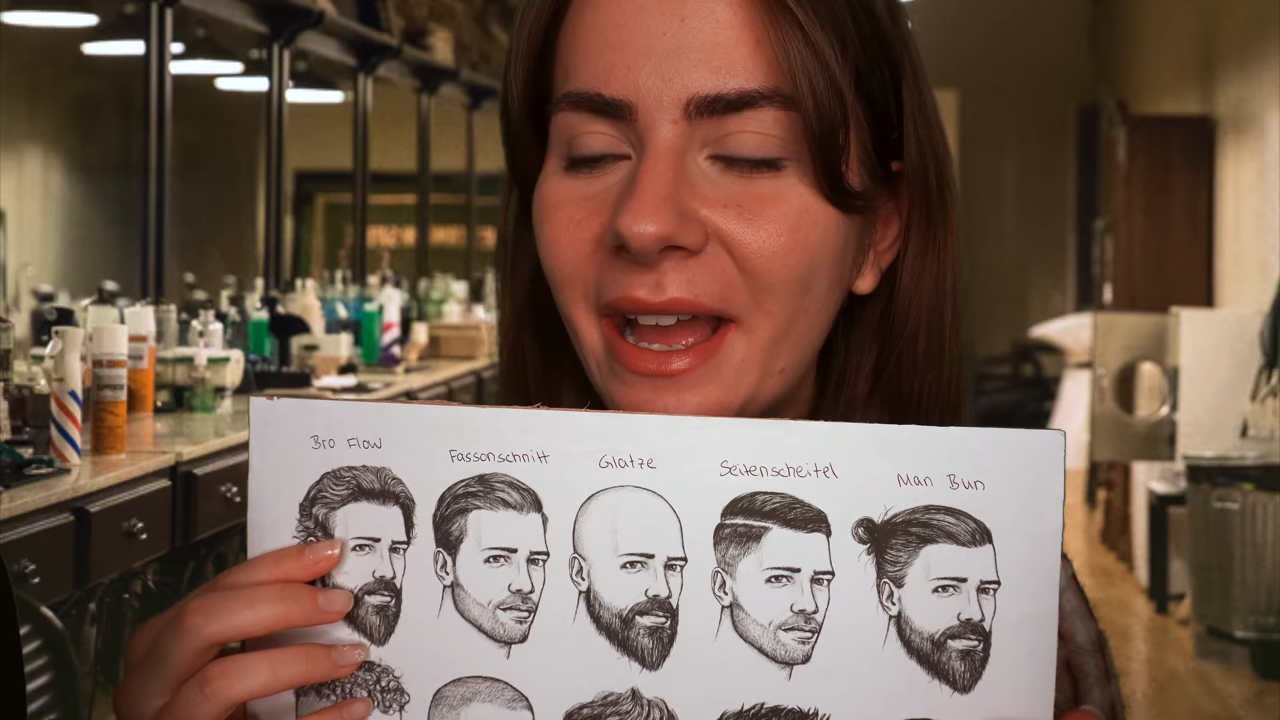 Bro Flow
Fassonschnitt
Glatze
Seitenscheitel
Man Bun